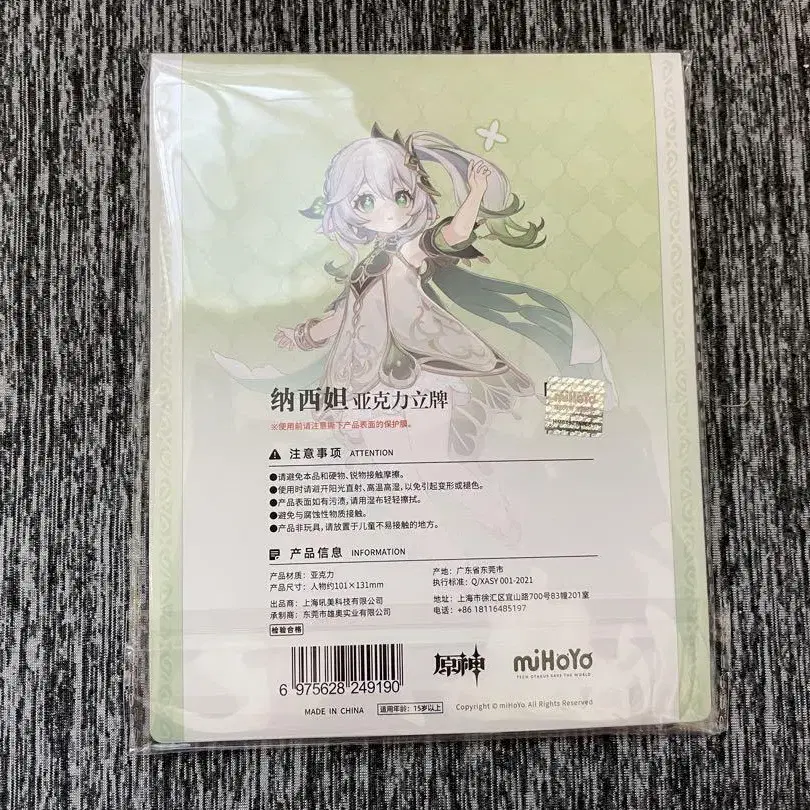 纳西妲 亚克力立牌
※使用前请注意撕下产品表面的保护膜。
miHoYo
注意事项 ATTENTION
●请避免本品和硬物、锐物接触摩擦。
●使用时请避开阳光直射、高温高湿,以免引起变形或褪色。
●产品表面如有污渍,请用湿布轻轻擦拭。
●避免与腐蚀性物质接触。
●产品非玩具,请放置于儿童不易接触的地方。
产品信息 INFORMATION
产品材质:亚克力
产品尺寸:人物约101×131mm
出品商:上海吼美科技有限公司
承制商:东莞市雄奥实业有限公司
检验合格
产地:广东省东莞市
执行标准:Q/XASY 001-2021
地址:上海市徐汇区宜山路700号83幢201室
电话:+86 18116485197
6 975628 249190
MADE IN CHINA
适用年龄:15岁以上
原神
miHoYo
TECH OTAKUS SAVE THE WORLD
Copyright © miHoYo. All Rights Reserved